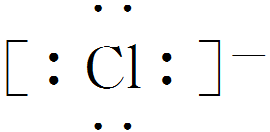 ‥
[ : Cl : ]⁻
‥